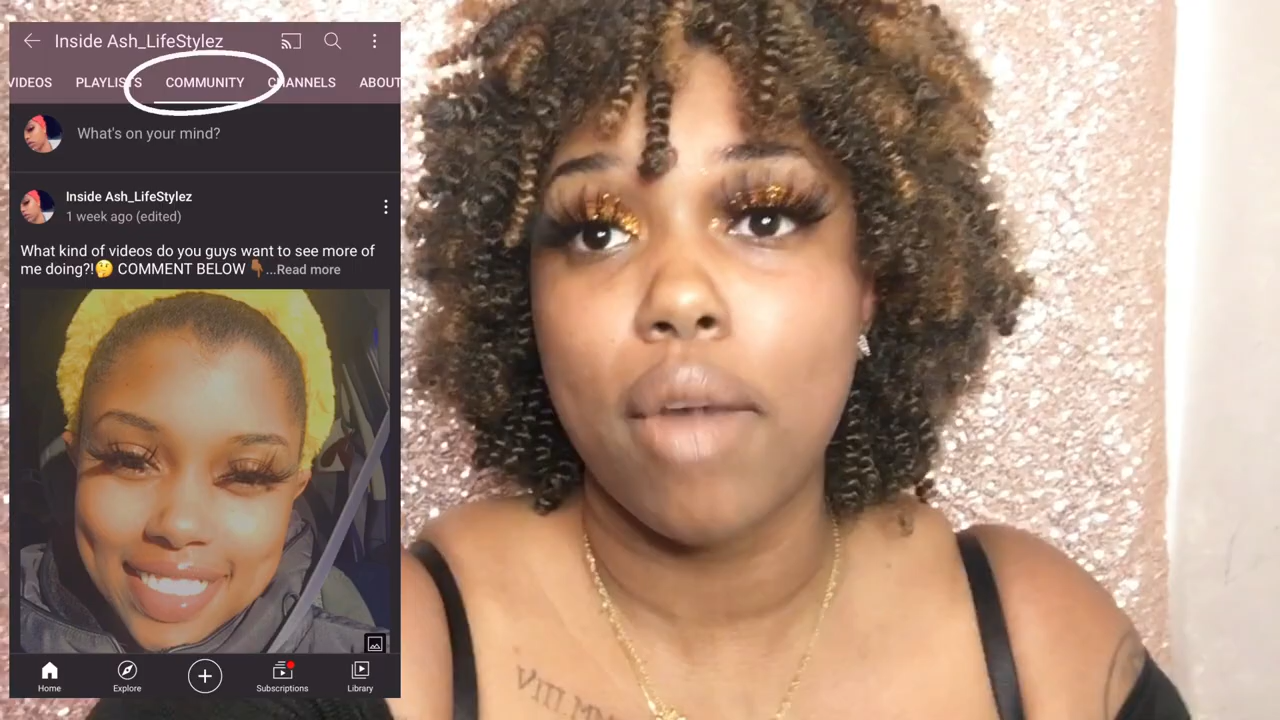 Inside Ash_LifeStylez
VIDEOS PLAYLISTS COMMUNITY CHANNELS ABOUT
What's on your mind?
Inside Ash_LifeStylez
1 week ago (edited)
What kind of videos do you guys want to see more of
me doing?!🤔 COMMENT BELOW 👇🏾...Read more
Home Explore Subscriptions Library